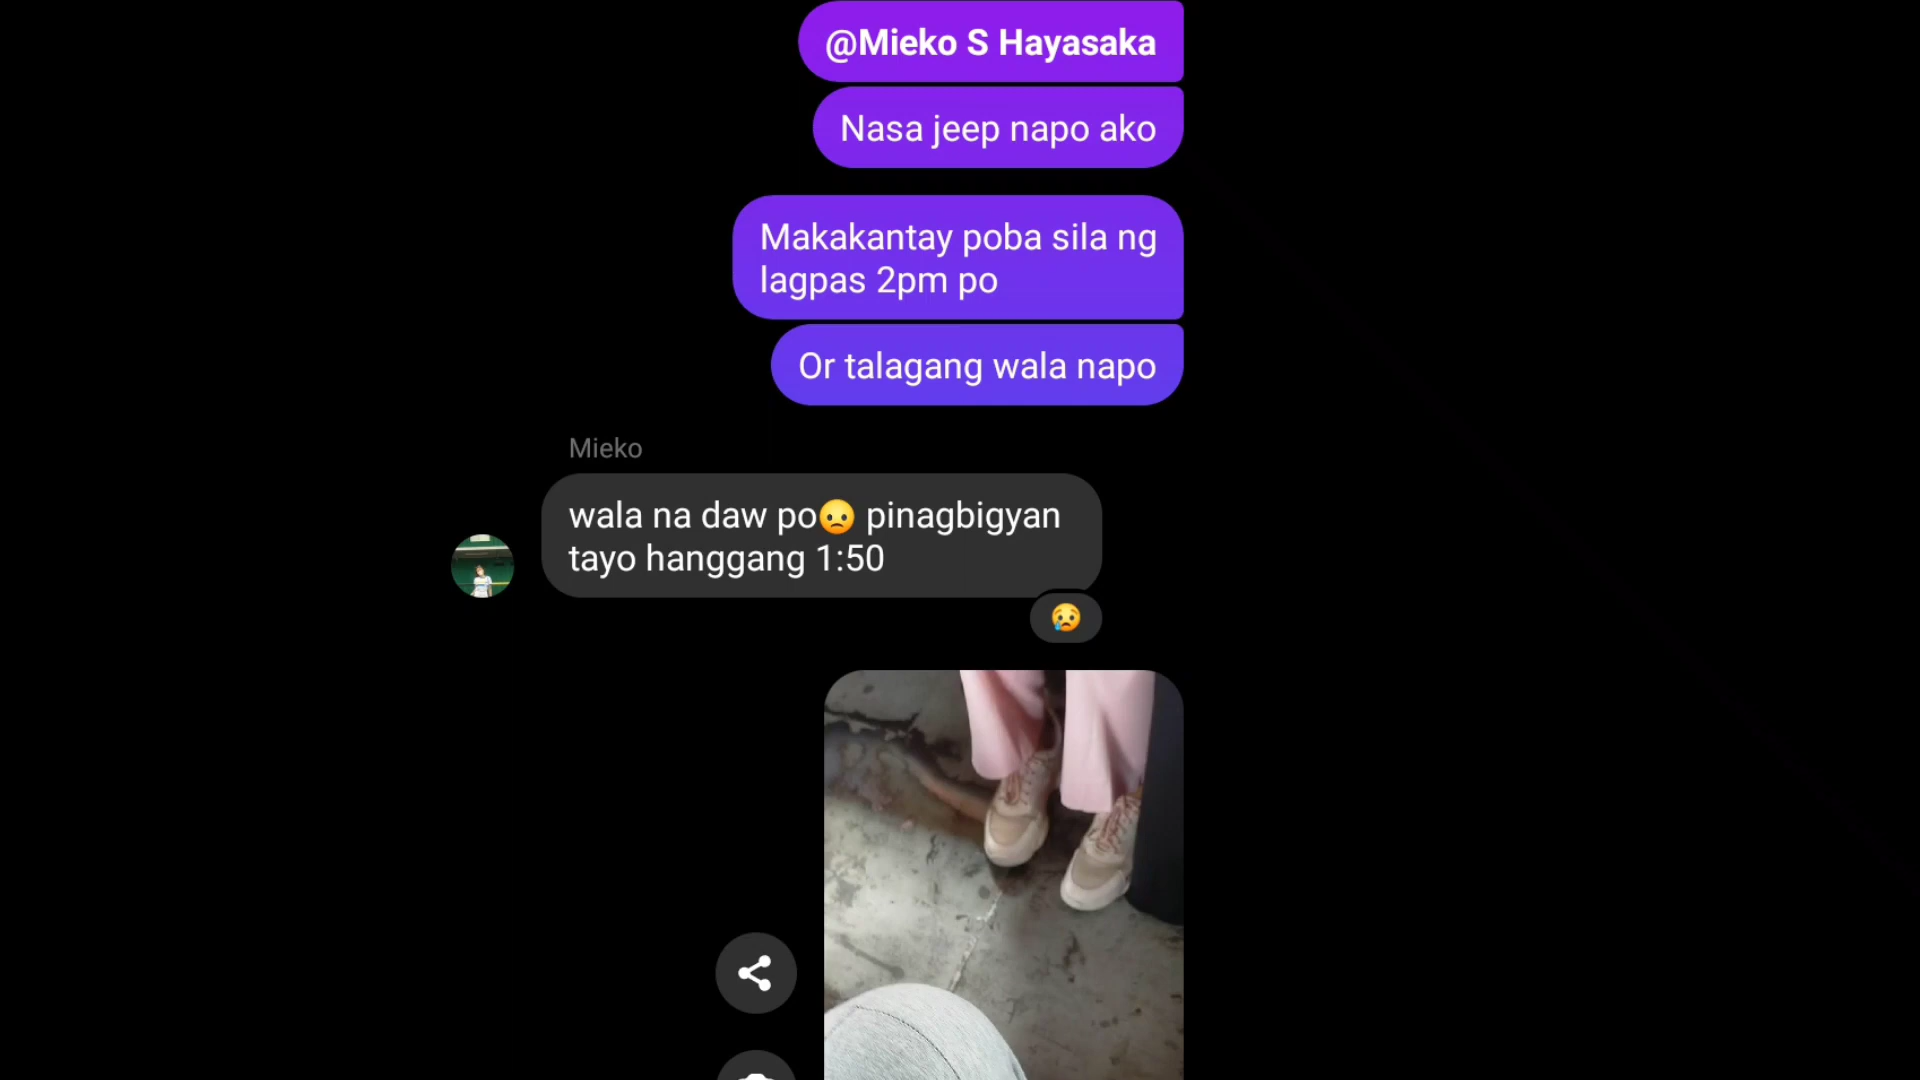 @Mieko S Hayasaka
Nasa jeep napo ako
Makakantay poba sila ng
lagpas 2pm po
Or talagang wala napo
Mieko
wala na daw po😞 pinagbigyan
tayo hanggang 1:50
😢